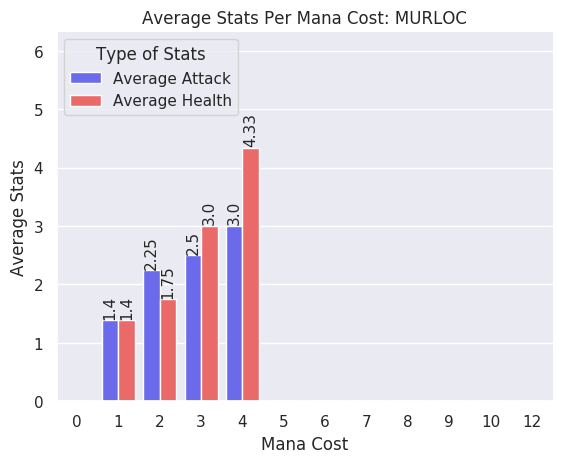 Average Stats Per Mana Cost: MURLOC
Type of Stats
Average Attack
Average Health
Average Stats
6
5
4
3
2
1
0
1.4
1.4
2.25
1.75
2.5
3.0
3.0
4.33
0 1 2 3 4 5 6 7 8 9 10 12
Mana Cost